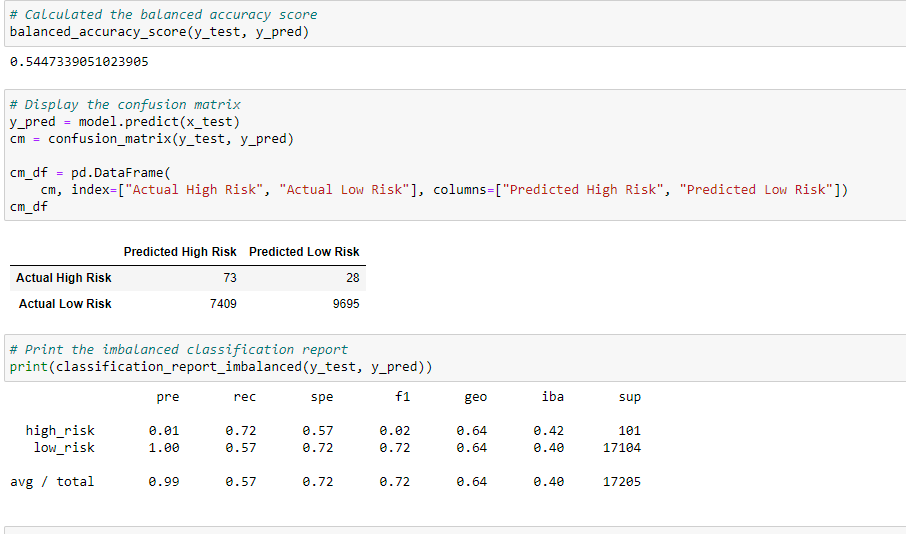 # Calculated the balanced accuracy score
balanced_accuracy_score(y_test, y_pred)
0.5447339051023905
# Display the confusion matrix
y_pred = model.predict(x_test)
cm = confusion_matrix(y_test, y_pred)
cm_df = pd.DataFrame(
cm, index=["Actual High Risk", "Actual Low Risk"], columns=["Predicted High Risk", "Predicted Low Risk"])
cm_df
Predicted High Risk Predicted Low Risk
Actual High Risk 73 28
Actual Low Risk 7409 9695
# Print the imbalanced classification report
print(classification_report_imbalanced(y_test, y_pred))
pre rec spe f1 geo iba sup
high_risk 0.01 0.72 0.57 0.02 0.64 0.42 101
low_risk 1.00 0.57 0.72 0.72 0.64 0.40 17104
avg / total 0.99 0.57 0.72 0.72 0.64 0.40 17205